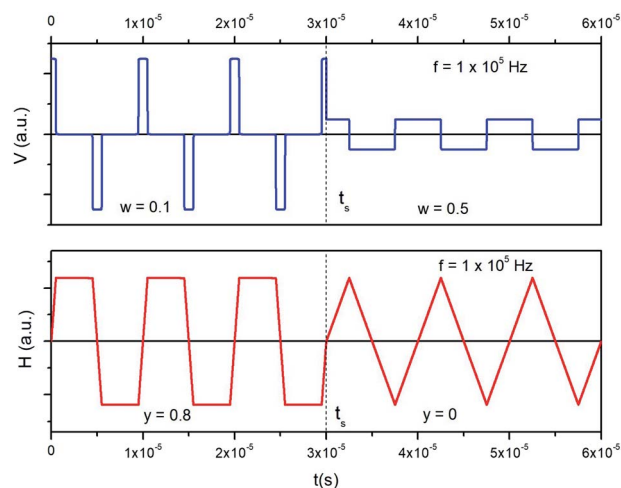 0 1x10⁻⁵ 2x10⁻⁵ 3x10⁻⁵ 4x10⁻⁵ 5x10⁻⁵ 6x10⁻⁵
f = 1 x 10⁵ Hz
V (a.u.)
w = 0.1
tₛ
w = 0.5
f = 1 x 10⁵ Hz
H (a.u.)
y = 0.8
tₛ
y = 0
0 1x10⁻⁵ 2x10⁻⁵ 3x10⁻⁵ 4x10⁻⁵ 5x10⁻⁵ 6x10⁻⁵
t(s)